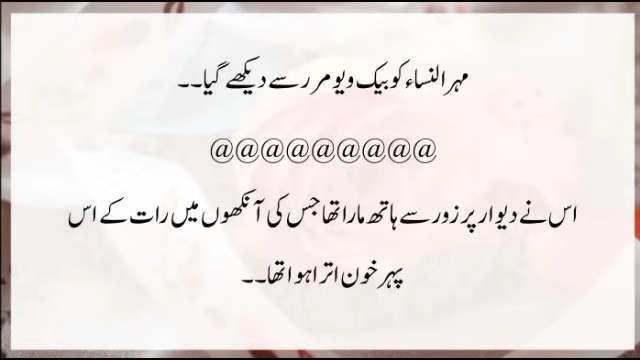 مہرالنساء کو بیک ویو مرر سے دیکھے گیا۔۔
@@@@@@@@@
اس نے دیوار پر زور سے ہاتھ مارا تھا جس کی آنکھوں میں رات کے اس
پہر خون اترا ہوا تھا۔۔